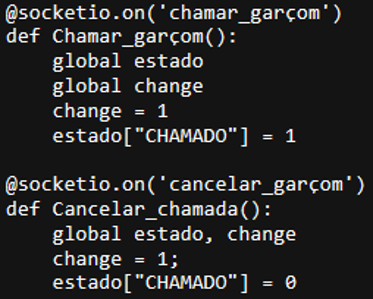 @socketio.on('chamar_garçom')
def Chamar_garçom():
    global estado
    global change
    change = 1
    estado["CHAMADO"] = 1

@socketio.on('cancelar_garçom')
def Cancelar_chamada():
    global estado, change
    change = 1;
    estado["CHAMADO"] = 0